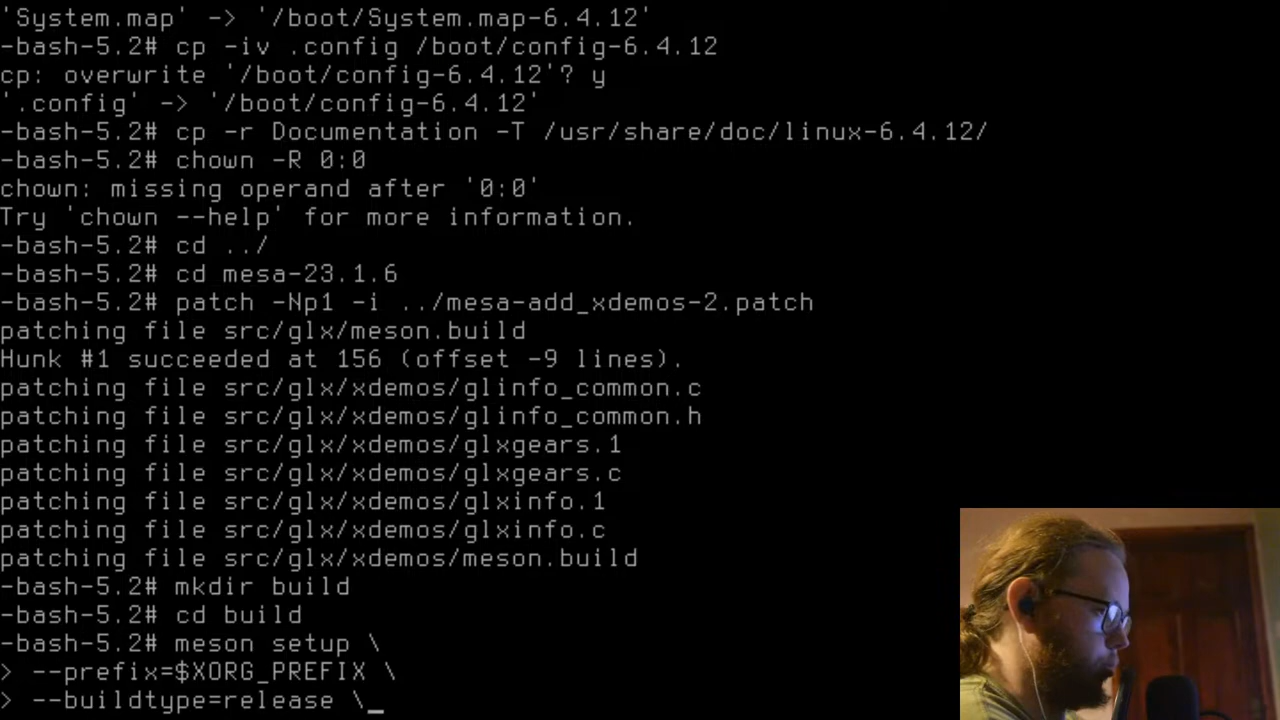 'System.map' -> '/boot/System.map-6.4.12'
-bash-5.2# cp -iv .config /boot/config-6.4.12
cp: overwrite '/boot/config-6.4.12'? y
'.config' -> '/boot/config-6.4.12'
-bash-5.2# cp -r Documentation -T /usr/share/doc/linux-6.4.12/
-bash-5.2# chown -R 0:0
chown: missing operand after '0:0'
Try 'chown --help' for more information.
-bash-5.2# cd ../
-bash-5.2# cd mesa-23.1.6
-bash-5.2# patch -Np1 -i ../mesa-add_xdemos-2.patch
patching file src/glx/meson.build
Hunk #1 succeeded at 156 (offset -9 lines).
patching file src/glx/xdemos/glinfo_common.c
patching file src/glx/xdemos/glinfo_common.h
patching file src/glx/xdemos/glxgears.1
patching file src/glx/xdemos/glxgears.c
patching file src/glx/xdemos/glxinfo.1
patching file src/glx/xdemos/glxinfo.c
patching file src/glx/xdemos/meson.build
-bash-5.2# mkdir build
-bash-5.2# cd build
-bash-5.2# meson setup \
> --prefix=$XORG_PREFIX \
> --buildtype=release \_